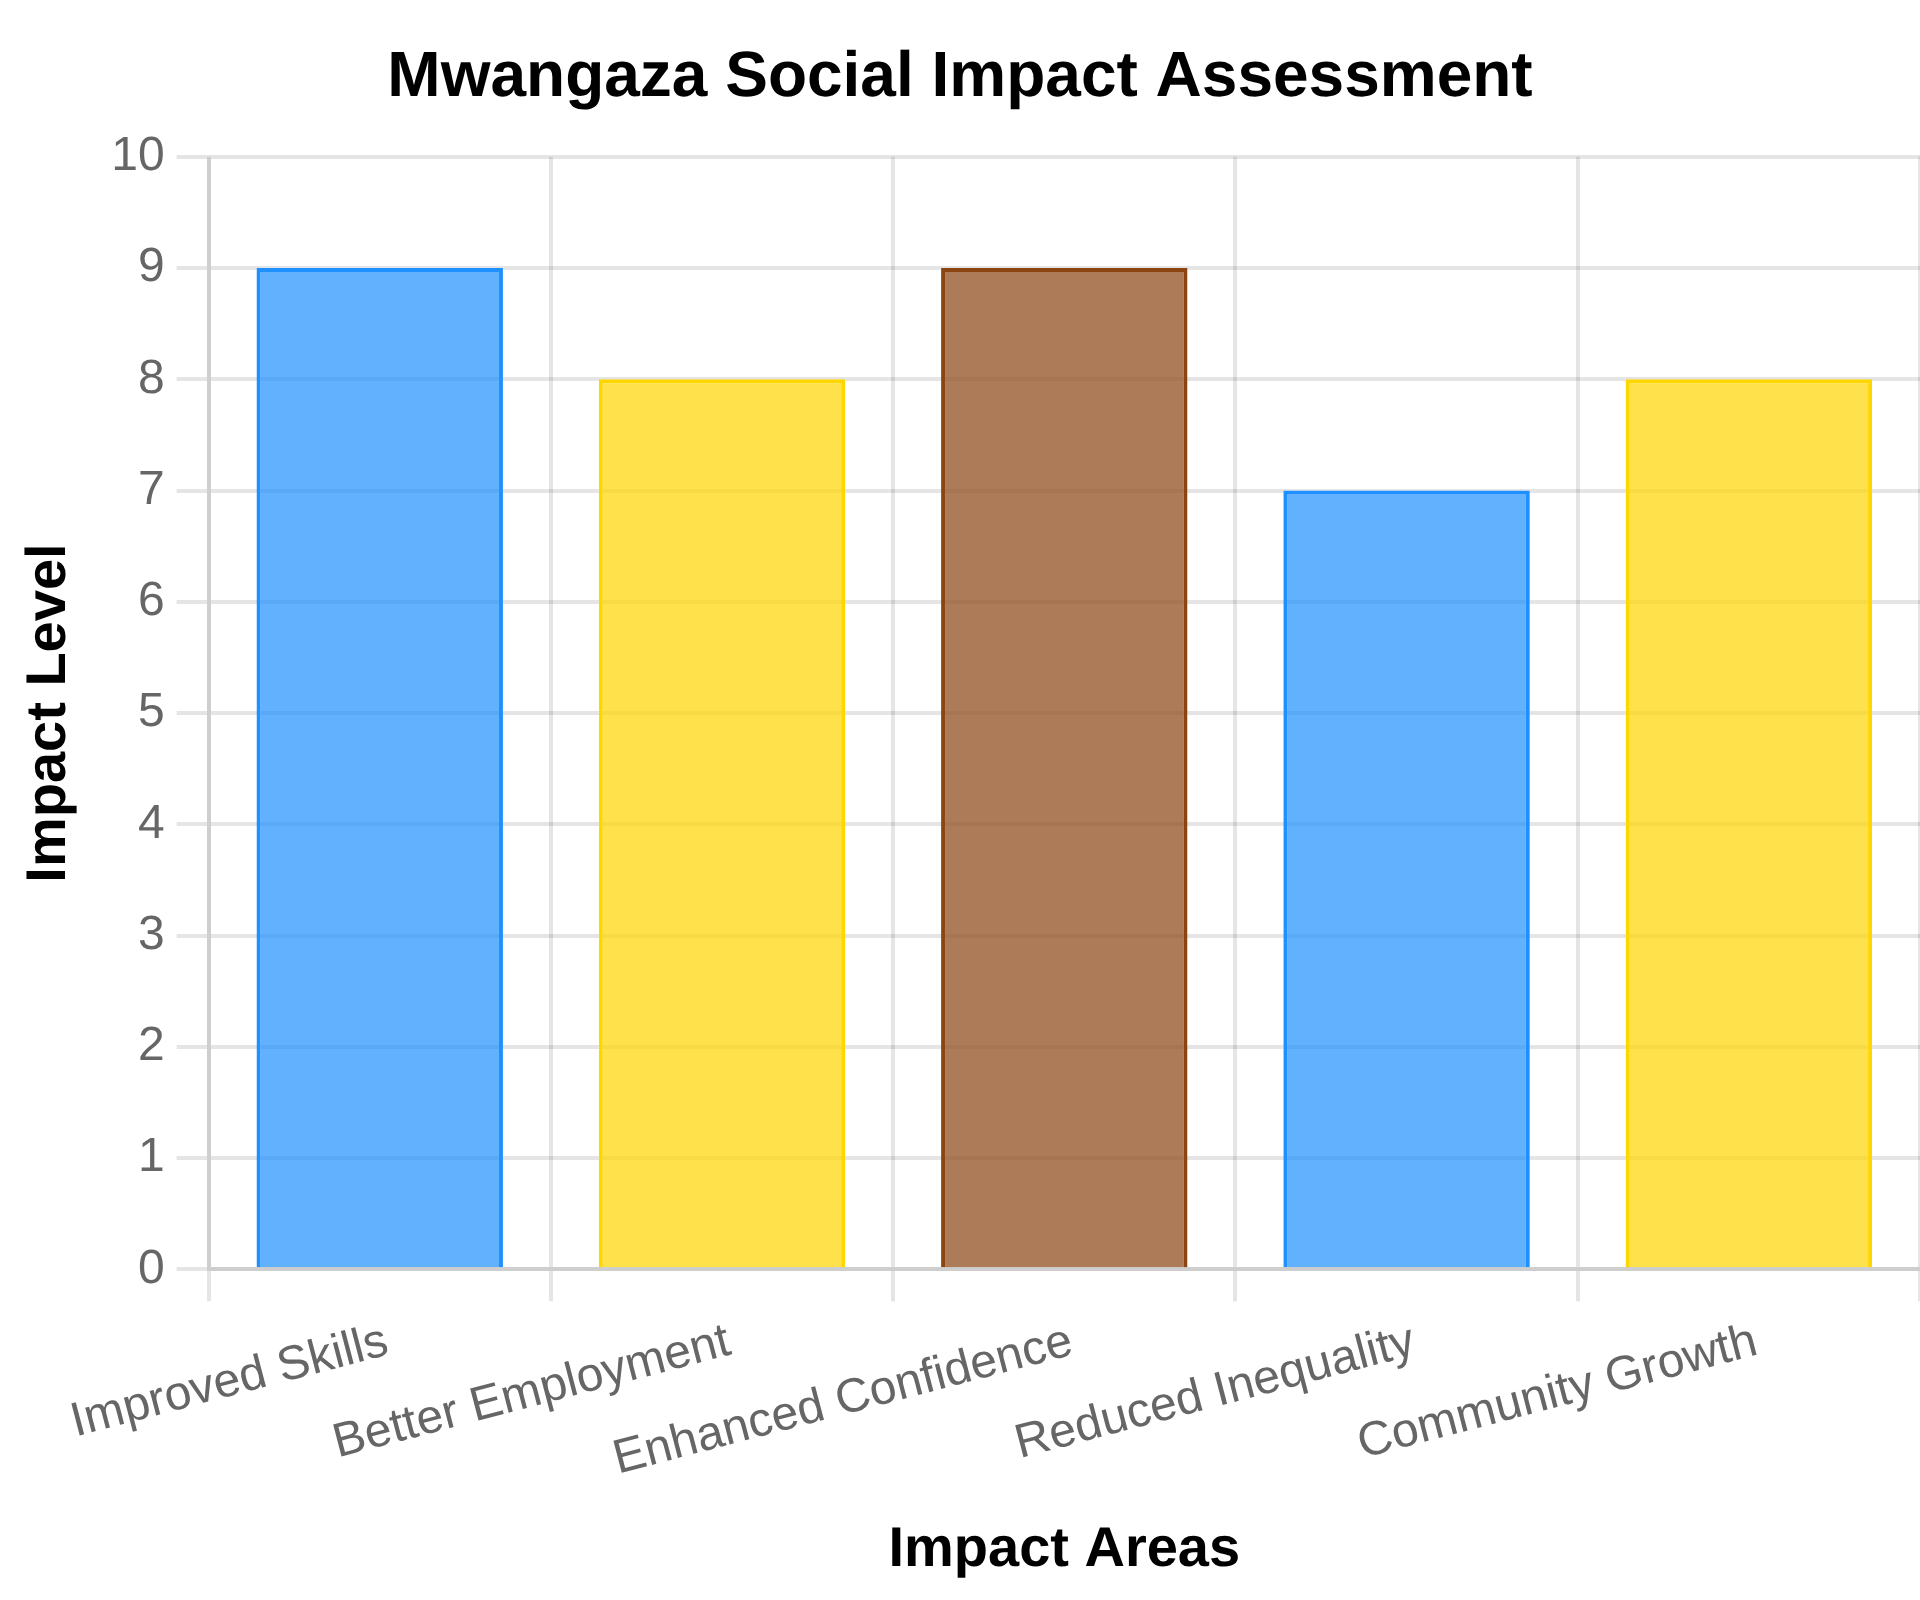 Mwangaza Social Impact Assessment
10
9
8
7
6
5
4
3
2
1
0
Impact Level
Improved Skills
Better Employment
Enhanced Confidence
Reduced Inequality
Community Growth
Impact Areas